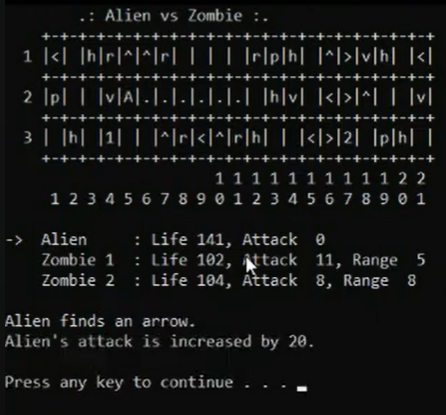 .: Alien vs Zombie :.
+-+-+-+-+-+-+-+-+-+-+-+-+-+-+-+-+-+-+-+-+-+
1 |<| |h|r|^|^|r| | | | |r|p|h| |^|>|v|h| |<|
+-+-+-+-+-+-+-+-+-+-+-+-+-+-+-+-+-+-+-+-+-+
2 |p| | |v|A|.|.|.|.|.|.| |h|v| |<|>|^| | |v|
+-+-+-+-+-+-+-+-+-+-+-+-+-+-+-+-+-+-+-+-+-+
3 | |h| |1| | |^|r|<|^|r|h| | |<|>|2| |p|h| |
+-+-+-+-+-+-+-+-+-+-+-+-+-+-+-+-+-+-+-+-+-+
1 1 1 1 1 1 1 1 1 1 2 2
1 2 3 4 5 6 7 8 9 0 1 2 3 4 5 6 7 8 9 0 1
-> Alien : Life 141, Attack 0
Zombie 1 : Life 102, Attack 11, Range 5
Zombie 2 : Life 104, Attack 8, Range 8
Alien finds an arrow.
Alien's attack is increased by 20.
Press any key to continue . . .